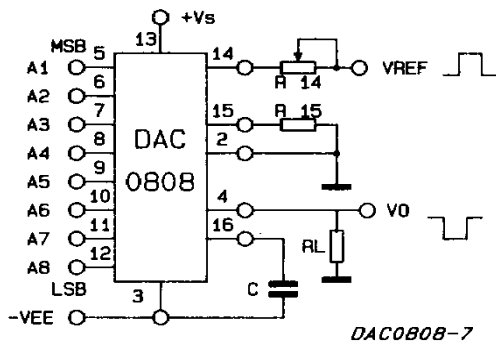 +Vs
MSB
13
A1 5 14 VREF
R 14
A2 6
A3 7 15 R 15
A4 8 DAC 2
A5 9 0808
A6 10 4 VO
A7 11 16
A8 12 RL
LSB 3 C
-VEE
DAC0808-7